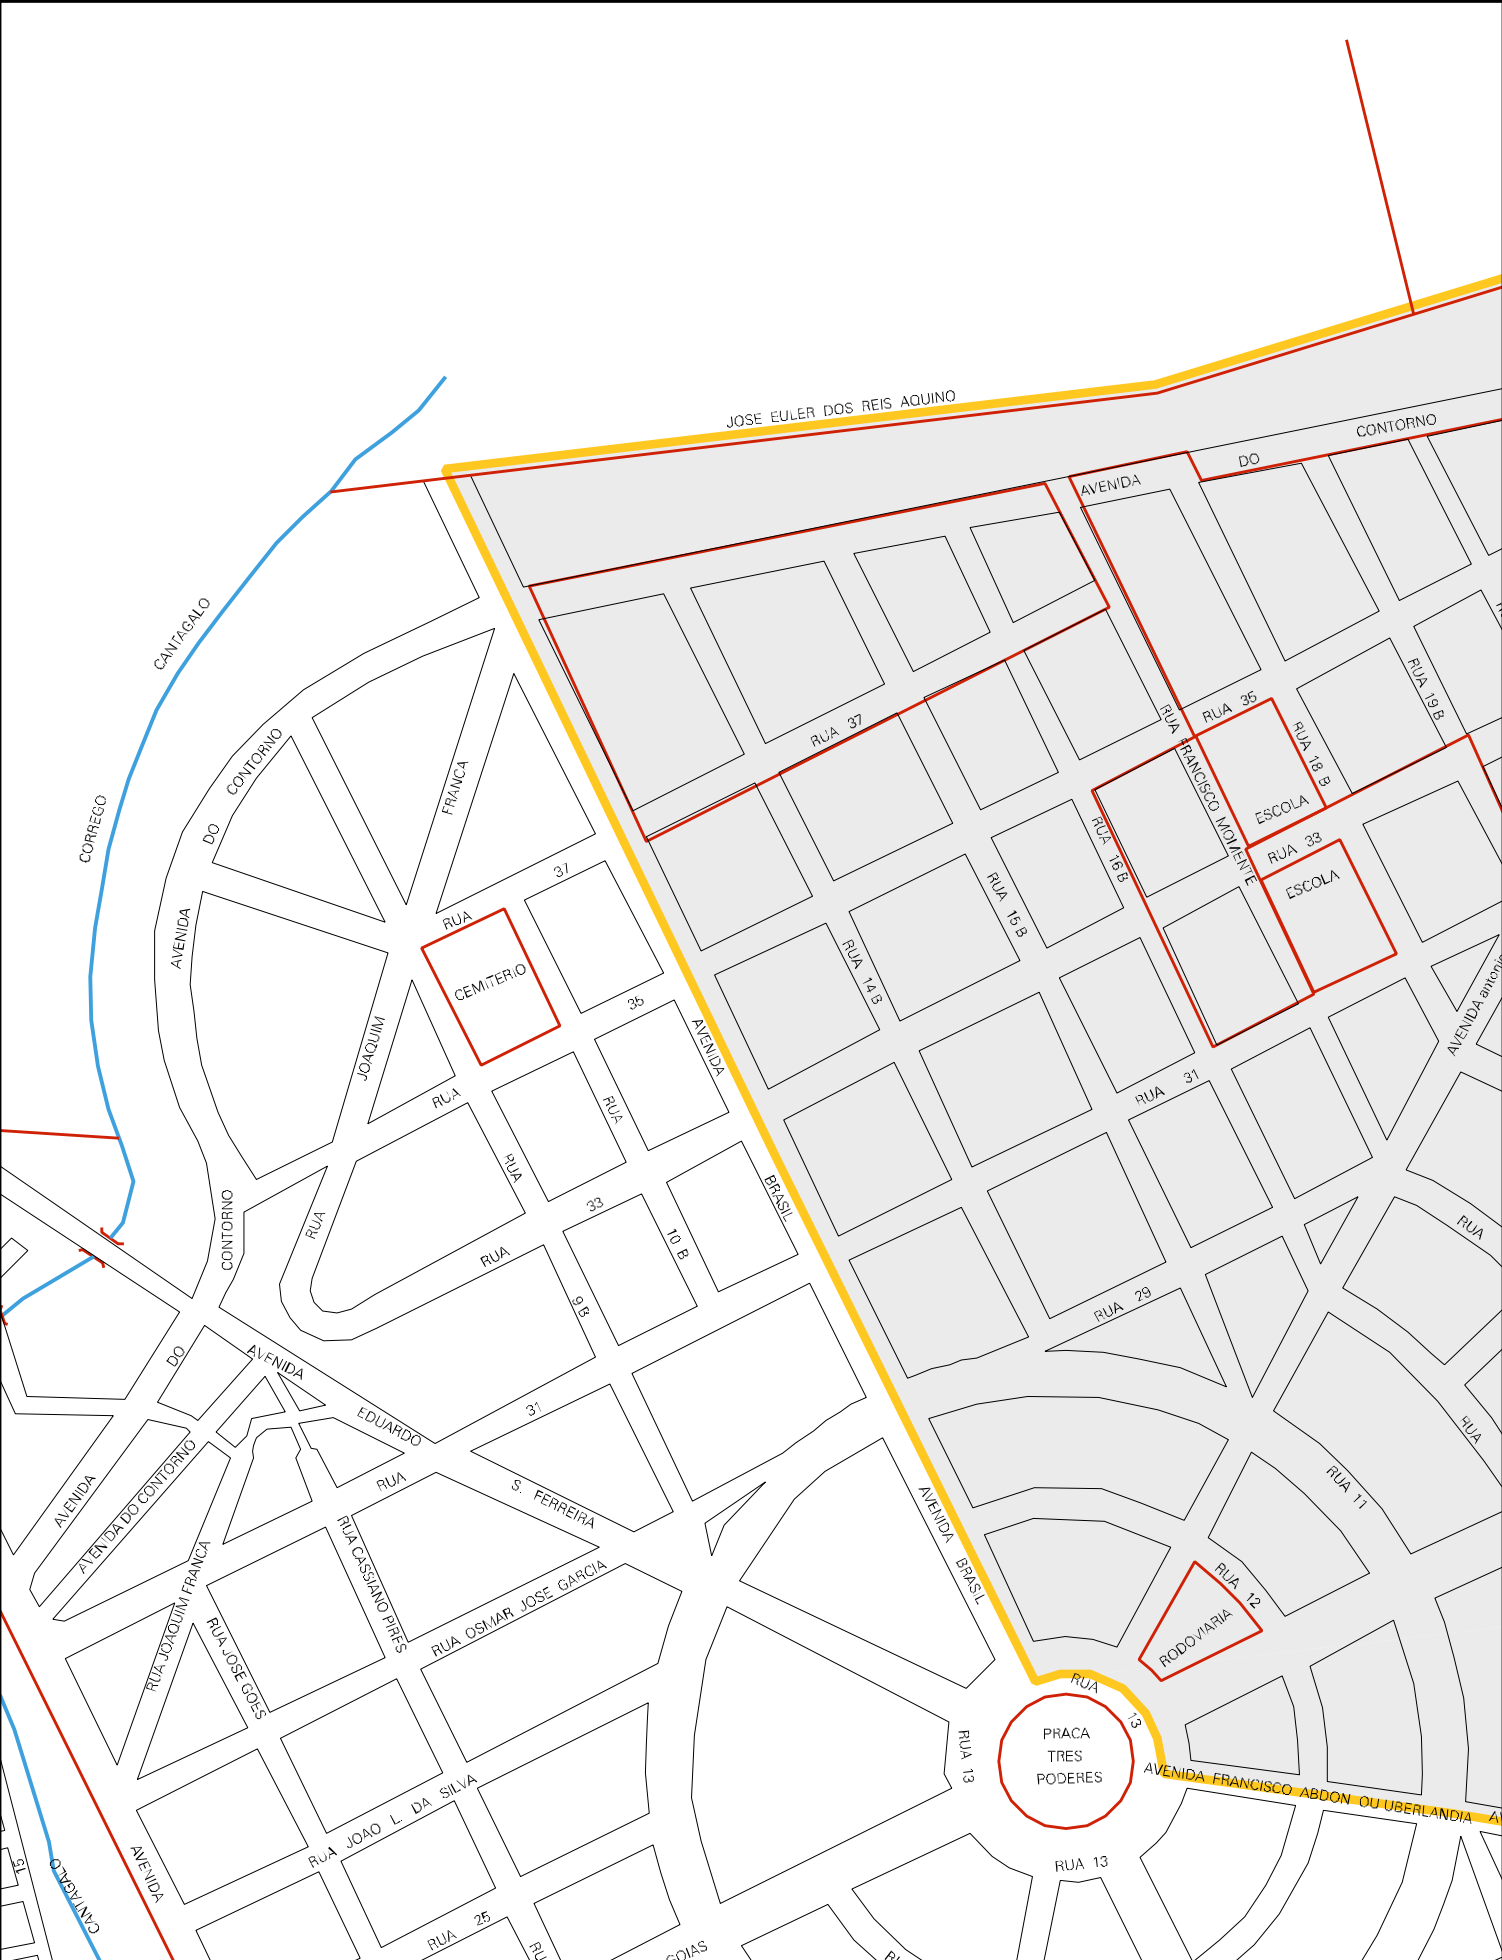 JOSE EULER DOS REIS AQUINO
CONTORNO
DO
AVENIDA
CANTAGALO
CORREGO
CONTORNO
DO
AVENIDA
FRANCA
JOAQUIM
RUA
RUA 37
RUA 35
RUA 19 B
RUA 18 B
RUA FRANCISCO MOMENTE
ESCOLA
RUA 33
ESCOLA
RUA 16 B
RUA 15 B
RUA 14 B
AVENIDA antonio
37
RUA
CEMITERIO
35
AVENIDA
BRASIL
RUA
RUA
RUA
33
RUA
10 B
9 B
RUA 31
RUA 29
RUA
RUA
RUA 11
RUA 12
RODOVIARIA
CONTORNO
DO
AVENIDA
AVENIDA
EDUARDO
S. FERREIRA
31
RUA
AVENIDA DO CONTORNO
RUA CASSIANO PIRES
RUA OSMAR JOSE GARCIA
RUA JOAQUIM FRANCA
RUA JOSE GOES
AVENIDA BRASIL
RUA
13
PRACA
TRES
PODERES
RUA 13
AVENIDA FRANCISCO ABDON OU UBERLANDIA
AV
RUA JOAO L. DA SILVA
RUA 13
AVENIDA
15
CANTAGALO
RUA 25
RU
GOIAS